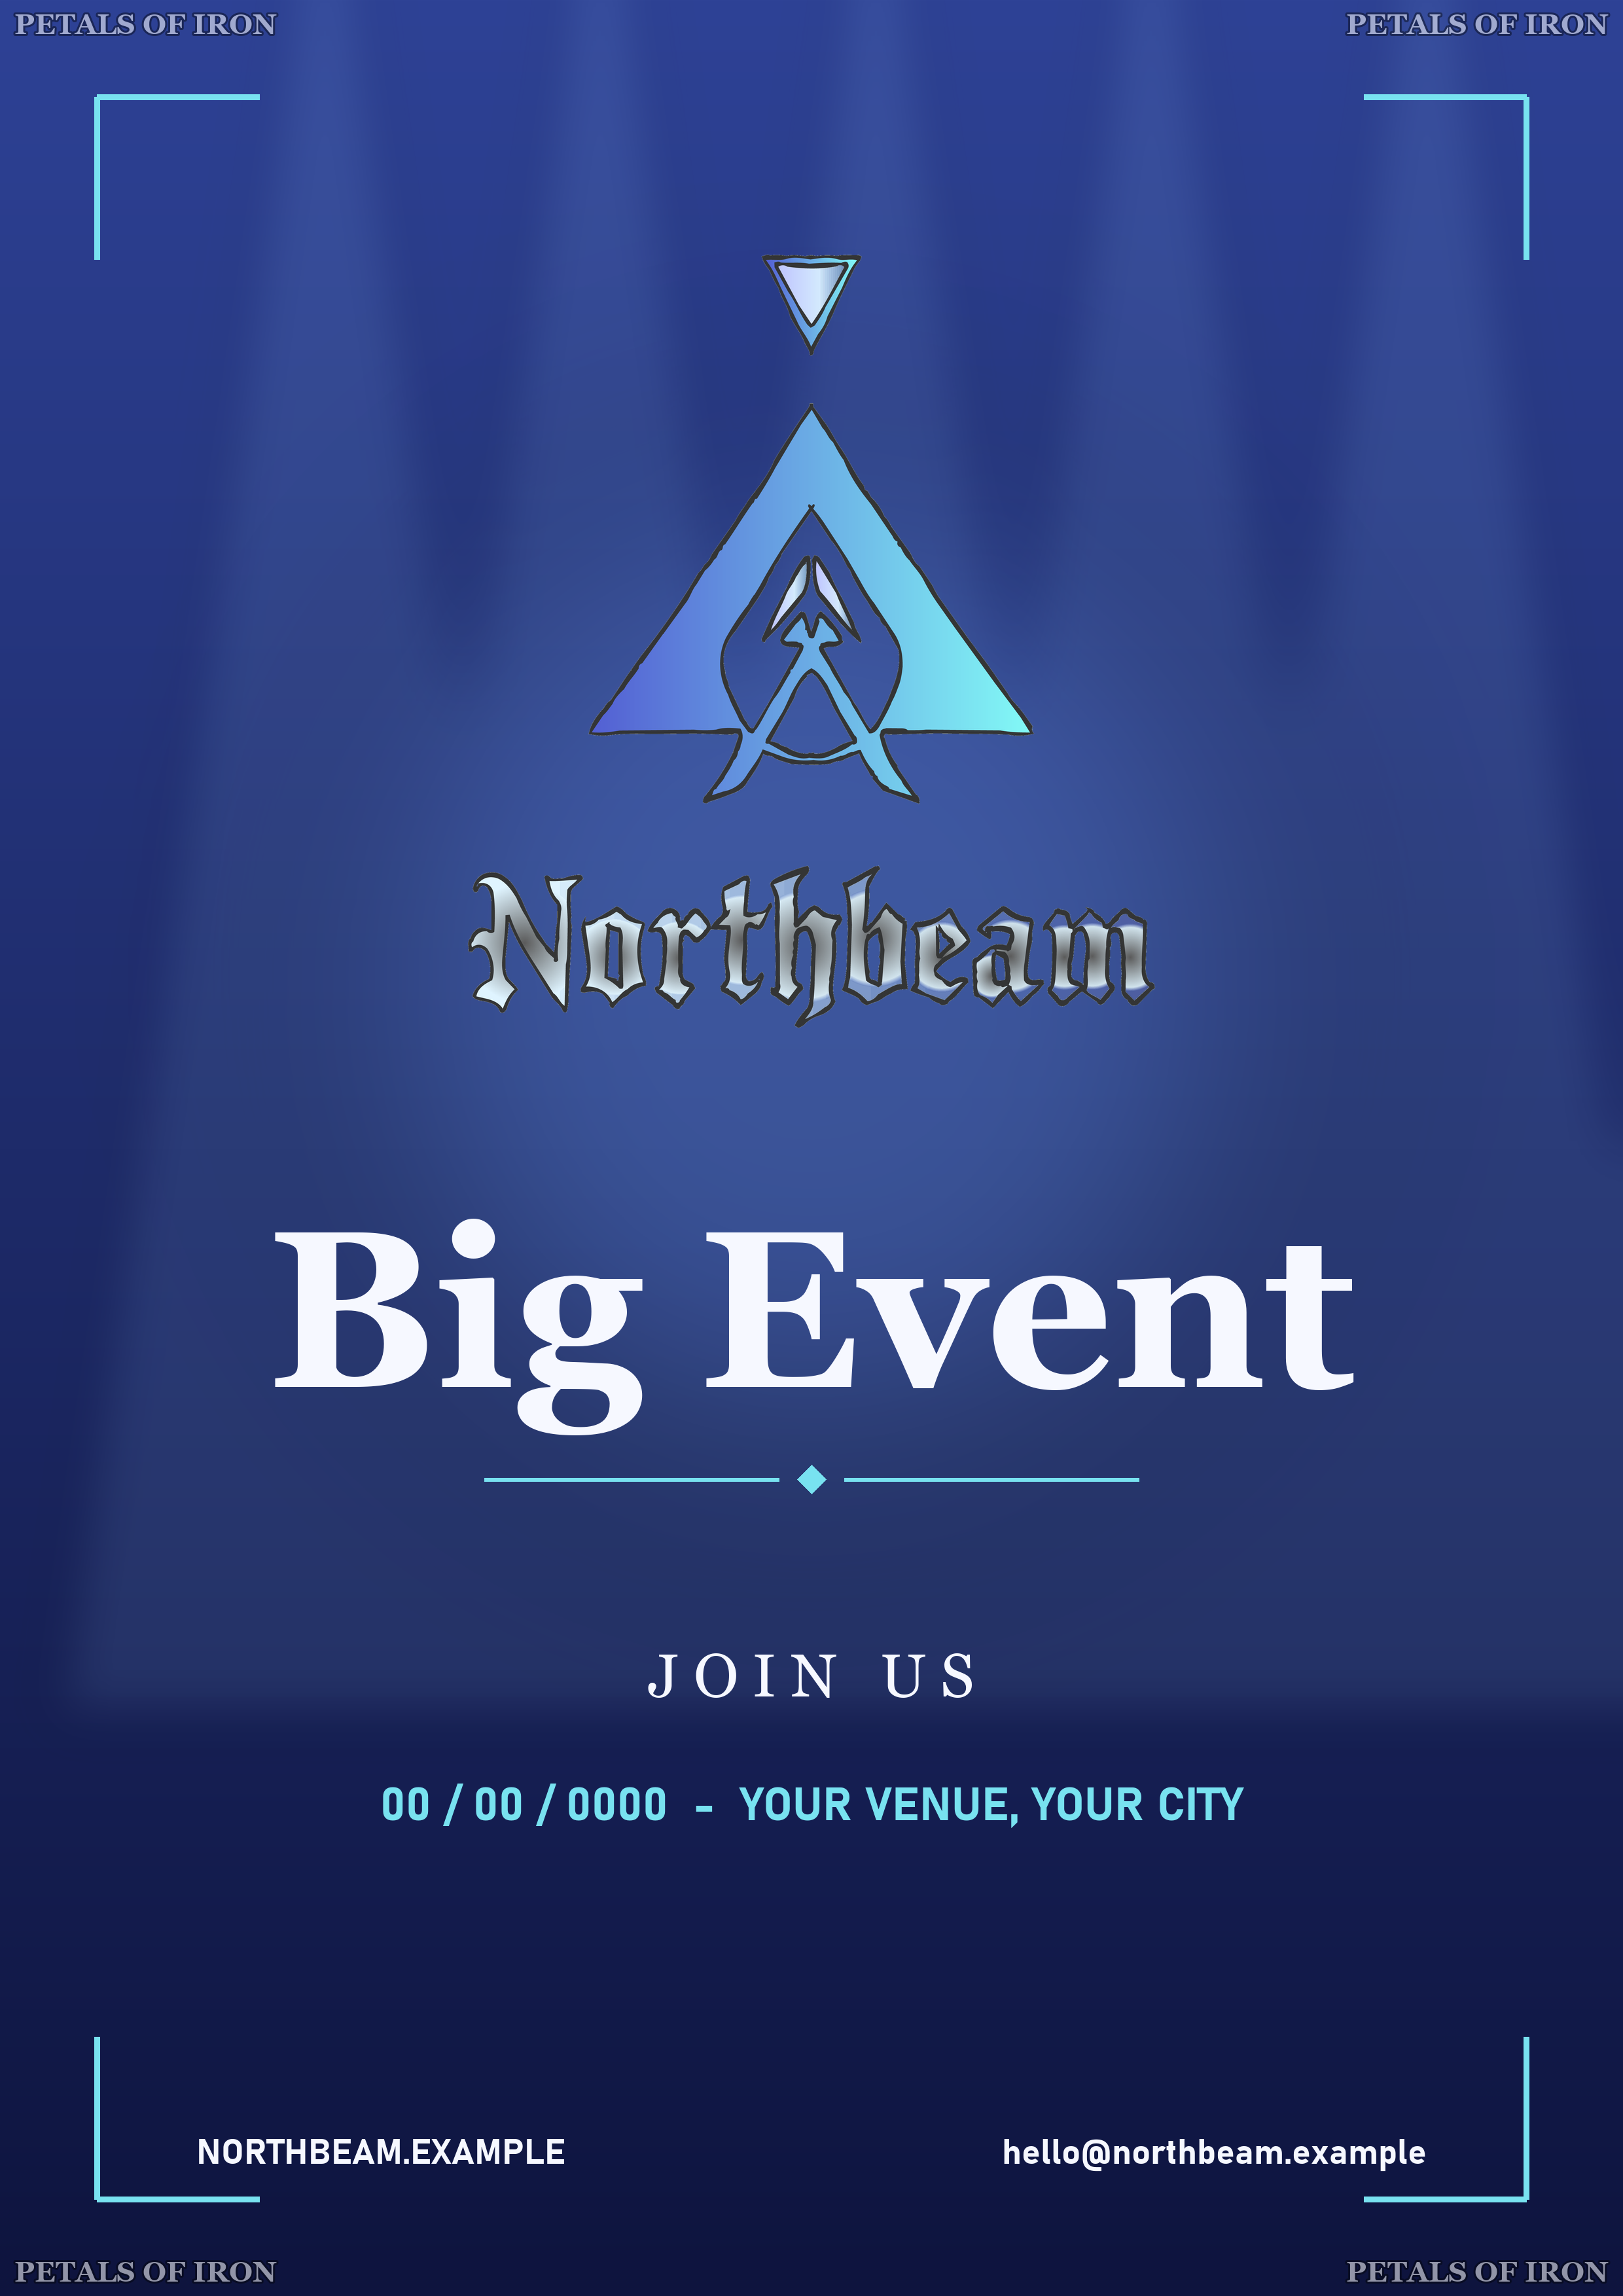 PETALS OF IRON PETALS OF IRON
Northbeam
Big Event
JOIN US
00 / 00 / 0000 - YOUR VENUE, YOUR CITY
NORTHBEAM.EXAMPLE hello@northbeam.example
PETALS OF IRON PETALS OF IRON